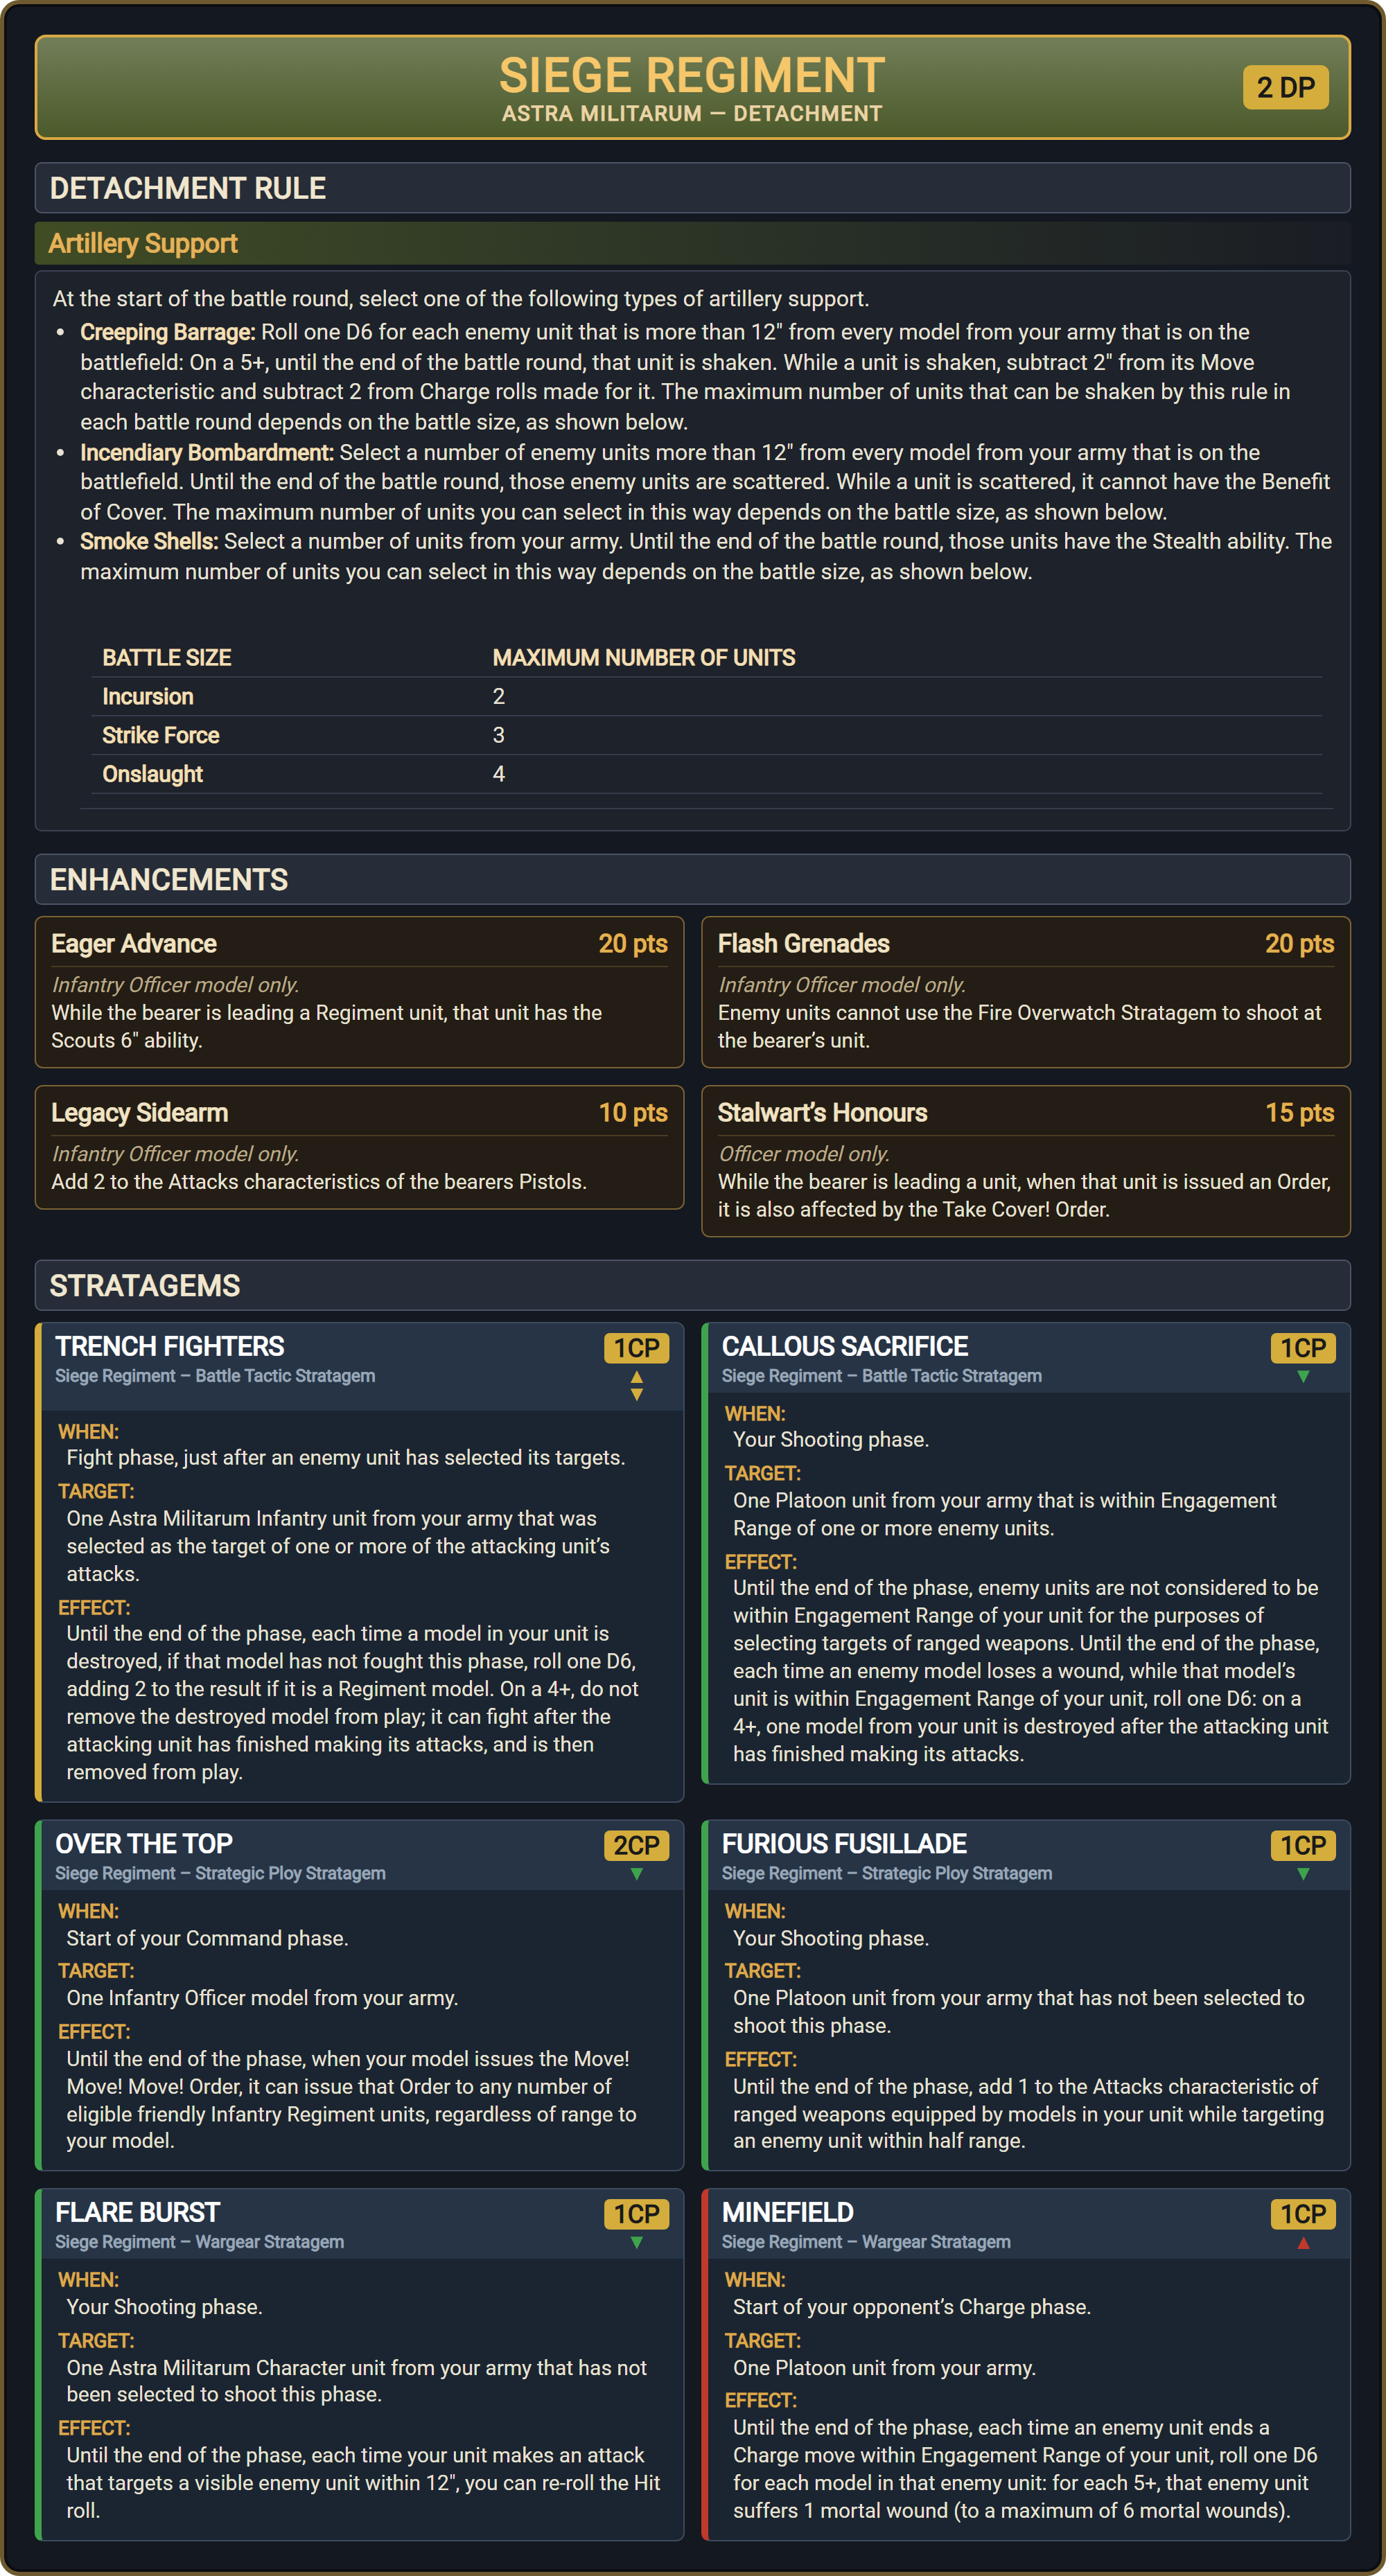 SIEGE REGIMENT
ASTRA MILITARUM — DETACHMENT
2 DP
DETACHMENT RULE
Artillery Support
At the start of the battle round, select one of the following types of artillery support.
• Creeping Barrage: Roll one D6 for each enemy unit that is more than 12" from every model from your army that is on the
battlefield: On a 5+, until the end of the battle round, that unit is shaken. While a unit is shaken, subtract 2" from its Move
characteristic and subtract 2 from Charge rolls made for it. The maximum number of units that can be shaken by this rule in
each battle round depends on the battle size, as shown below.
• Incendiary Bombardment: Select a number of enemy units more than 12" from every model from your army that is on the
battlefield. Until the end of the battle round, those enemy units are scattered. While a unit is scattered, it cannot have the Benefit
of Cover. The maximum number of units you can select in this way depends on the battle size, as shown below.
• Smoke Shells: Select a number of units from your army. Until the end of the battle round, those units have the Stealth ability. The
maximum number of units you can select in this way depends on the battle size, as shown below.
BATTLE SIZE MAXIMUM NUMBER OF UNITS
Incursion 2
Strike Force 3
Onslaught 4
ENHANCEMENTS
Eager Advance 20 pts
Infantry Officer model only.
While the bearer is leading a Regiment unit, that unit has the
Scouts 6" ability.
Flash Grenades 20 pts
Infantry Officer model only.
Enemy units cannot use the Fire Overwatch Stratagem to shoot at
the bearer’s unit.
Legacy Sidearm 10 pts
Infantry Officer model only.
Add 2 to the Attacks characteristics of the bearers Pistols.
Stalwart’s Honours 15 pts
Officer model only.
While the bearer is leading a unit, when that unit is issued an Order,
it is also affected by the Take Cover! Order.
STRATAGEMS
TRENCH FIGHTERS 1CP
Siege Regiment – Battle Tactic Stratagem
WHEN:
Fight phase, just after an enemy unit has selected its targets.
TARGET:
One Astra Militarum Infantry unit from your army that was
selected as the target of one or more of the attacking unit’s
attacks.
EFFECT:
Until the end of the phase, each time a model in your unit is
destroyed, if that model has not fought this phase, roll one D6,
adding 2 to the result if it is a Regiment model. On a 4+, do not
remove the destroyed model from play; it can fight after the
attacking unit has finished making its attacks, and is then
removed from play.
CALLOUS SACRIFICE 1CP
Siege Regiment – Battle Tactic Stratagem
WHEN:
Your Shooting phase.
TARGET:
One Platoon unit from your army that is within Engagement
Range of one or more enemy units.
EFFECT:
Until the end of the phase, enemy units are not considered to be
within Engagement Range of your unit for the purposes of
selecting targets of ranged weapons. Until the end of the phase,
each time an enemy model loses a wound, while that model’s
unit is within Engagement Range of your unit, roll one D6: on a
4+, one model from your unit is destroyed after the attacking unit
has finished making its attacks.
OVER THE TOP 2CP
Siege Regiment – Strategic Ploy Stratagem
WHEN:
Start of your Command phase.
TARGET:
One Infantry Officer model from your army.
EFFECT:
Until the end of the phase, when your model issues the Move!
Move! Move! Order, it can issue that Order to any number of
eligible friendly Infantry Regiment units, regardless of range to
your model.
FURIOUS FUSILLADE 1CP
Siege Regiment – Strategic Ploy Stratagem
WHEN:
Your Shooting phase.
TARGET:
One Platoon unit from your army that has not been selected to
shoot this phase.
EFFECT:
Until the end of the phase, add 1 to the Attacks characteristic of
ranged weapons equipped by models in your unit while targeting
an enemy unit within half range.
FLARE BURST 1CP
Siege Regiment – Wargear Stratagem
WHEN:
Your Shooting phase.
TARGET:
One Astra Militarum Character unit from your army that has not
been selected to shoot this phase.
EFFECT:
Until the end of the phase, each time your unit makes an attack
that targets a visible enemy unit within 12", you can re-roll the Hit
roll.
MINEFIELD 1CP
Siege Regiment – Wargear Stratagem
WHEN:
Start of your opponent’s Charge phase.
TARGET:
One Platoon unit from your army.
EFFECT:
Until the end of the phase, each time an enemy unit ends a
Charge move within Engagement Range of your unit, roll one D6
for each model in that enemy unit: for each 5+, that enemy unit
suffers 1 mortal wound (to a maximum of 6 mortal wounds).